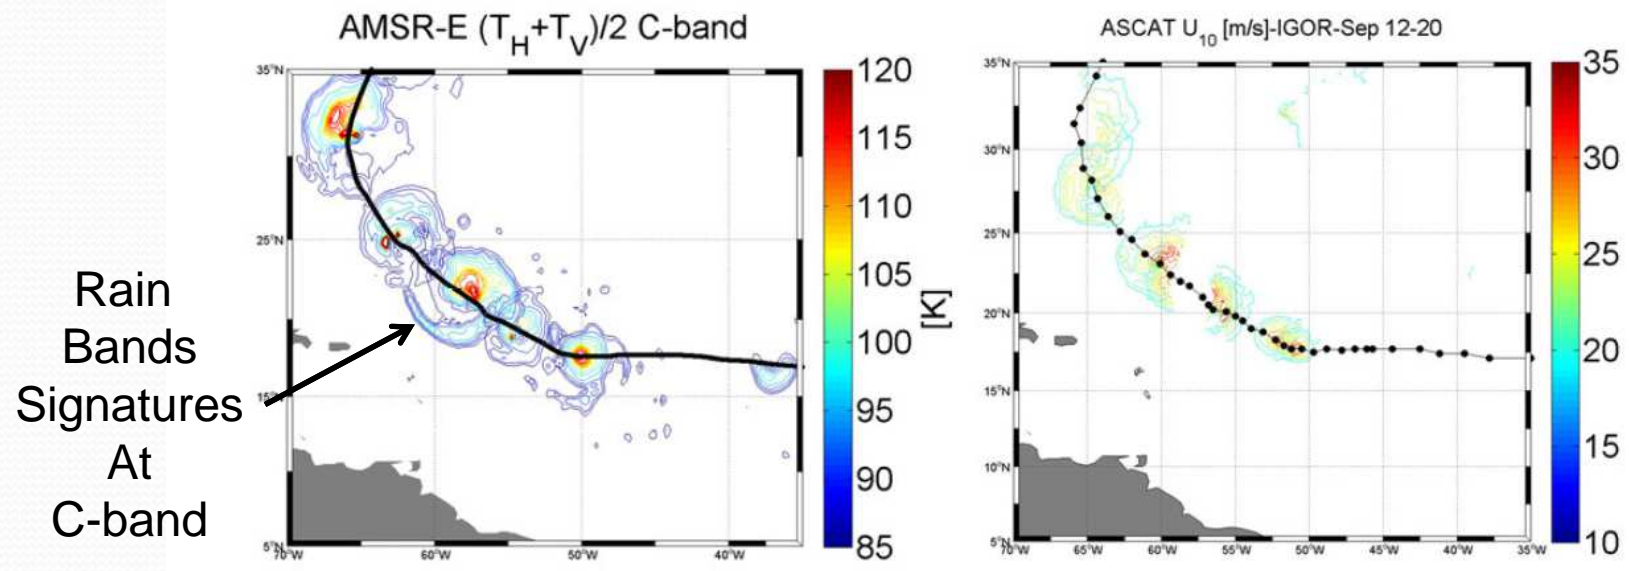 AMSR-E (T_H+T_V)/2 C-band
35°N
25°N
15°N
5°N
70°W
60°W
50°W
40°W
120
115
110
105
100
95
90
85
[K]
Rain
Bands
Signatures
At
C-band
ASCAT U_10 [m/s]-IGOR-Sep 12-20
35°N
30°N
25°N
20°N
15°N
10°N
5°N
70°W
65°W
60°W
55°W
50°W
45°W
40°W
35°W
35
30
25
20
15
10